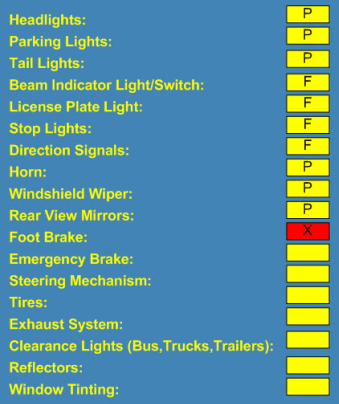 Headlights: P
Parking Lights: P
Tail Lights: P
Beam Indicator Light/Switch: F
License Plate Light: F
Stop Lights: F
Direction Signals: F
Horn: P
Windshield Wiper: P
Rear View Mirrors: P
Foot Brake: X
Emergency Brake:
Steering Mechanism:
Tires:
Exhaust System:
Clearance Lights (Bus,Trucks,Trailers):
Reflectors:
Window Tinting: